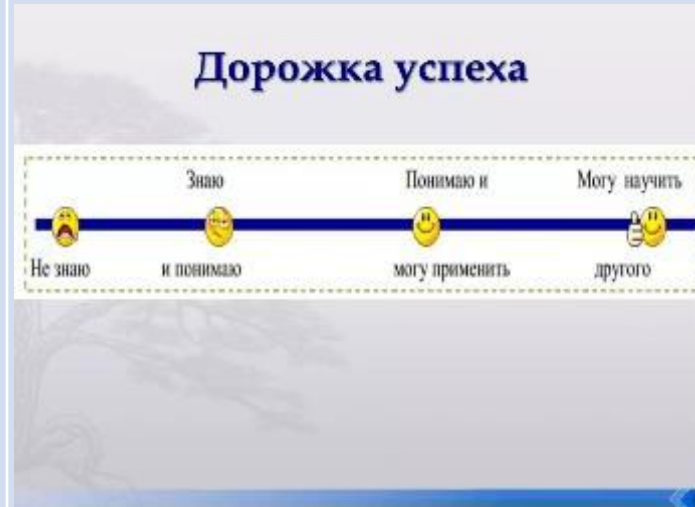 Дорожка успеха
Знаю
Понимаю и
Могу научить
Не знаю
и понимаю
могу применить
другого